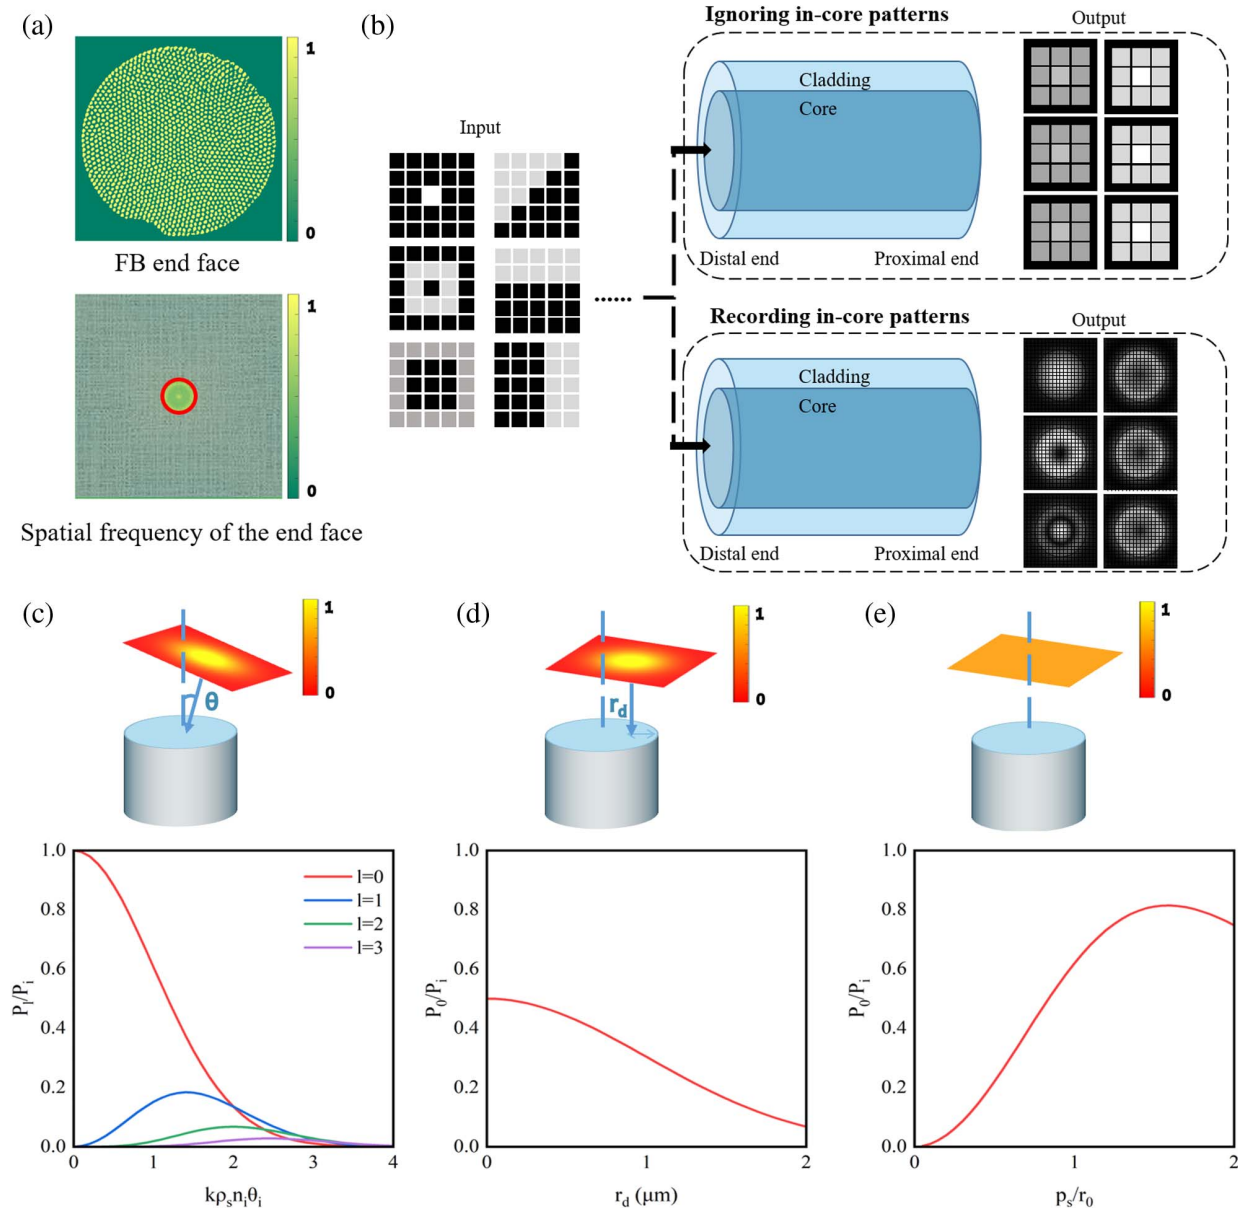 (a)
1
0
FB end face
1
0
Spatial frequency of the end face
(b)
Input
......
Ignoring in-core patterns
Output
Cladding
Core
Distal end
Proximal end
Recording in-core patterns
Output
Cladding
Core
Distal end
Proximal end
(c)
1
0
θ
1.0
0.8
0.6
0.4
0.2
0.0
P_l/P_i
l=0
l=1
l=2
l=3
0 1 2 3 4
kρ_s n_i θ_i
(d)
1
0
r_d
1.0
0.8
0.6
0.4
0.2
0.0
P_0/P_i
0 1 2
r_d (μm)
(e)
1
0
1.0
0.8
0.6
0.4
0.2
0.0
P_0/P_i
0 1 2
p_s/r_0